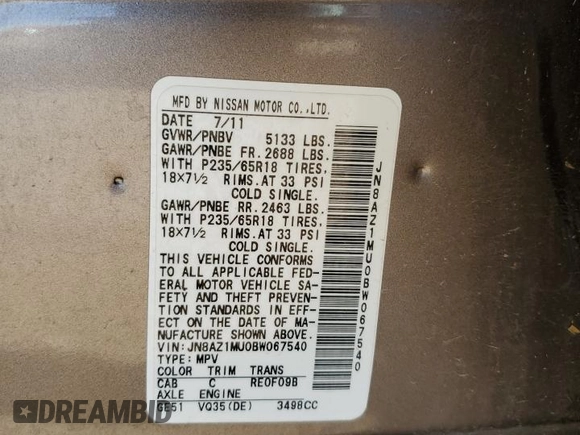 MFD BY NISSAN MOTOR CO.,LTD.
DATE 7/11
GVWR/PNBV 5133 LBS.
GAWR/PNBE FR. 2688 LBS.
WITH P235/65R18 TIRES.
18X7½ RIMS. AT 33 PSI
COLD SINGLE.
GAWR/PNBE RR. 2463 LBS.
WITH P235/65R18 TIRES.
18X7½ RIMS. AT 33 PSI
COLD SINGLE.
THIS VEHICLE CONFORMS
TO ALL APPLICABLE FED-
ERAL MOTOR VEHICLE SA-
FETY AND THEFT PREVEN-
TION STANDARDS IN EFF-
ECT ON THE DATE OF MA-
NUFACTURE SHOWN ABOVE.
VIN: JN8AZ1MU0BW067540
TYPE: MPV
COLOR TRIM TRANS
CAB C RE0F09B
AXLE ENGINE
GE51 VQ35(DE) 3498CC
JN8AZ1MU0BW067540
DREAMBID